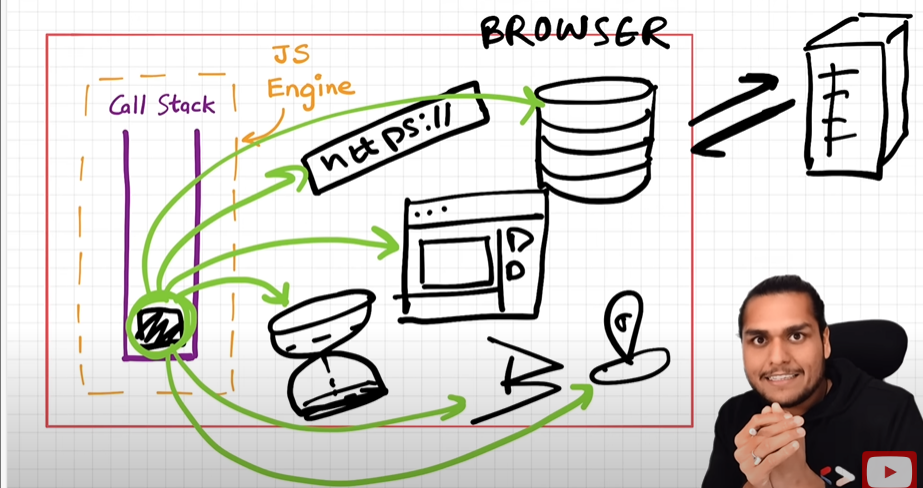 BROWSER
JS
Engine
Call Stack
https://